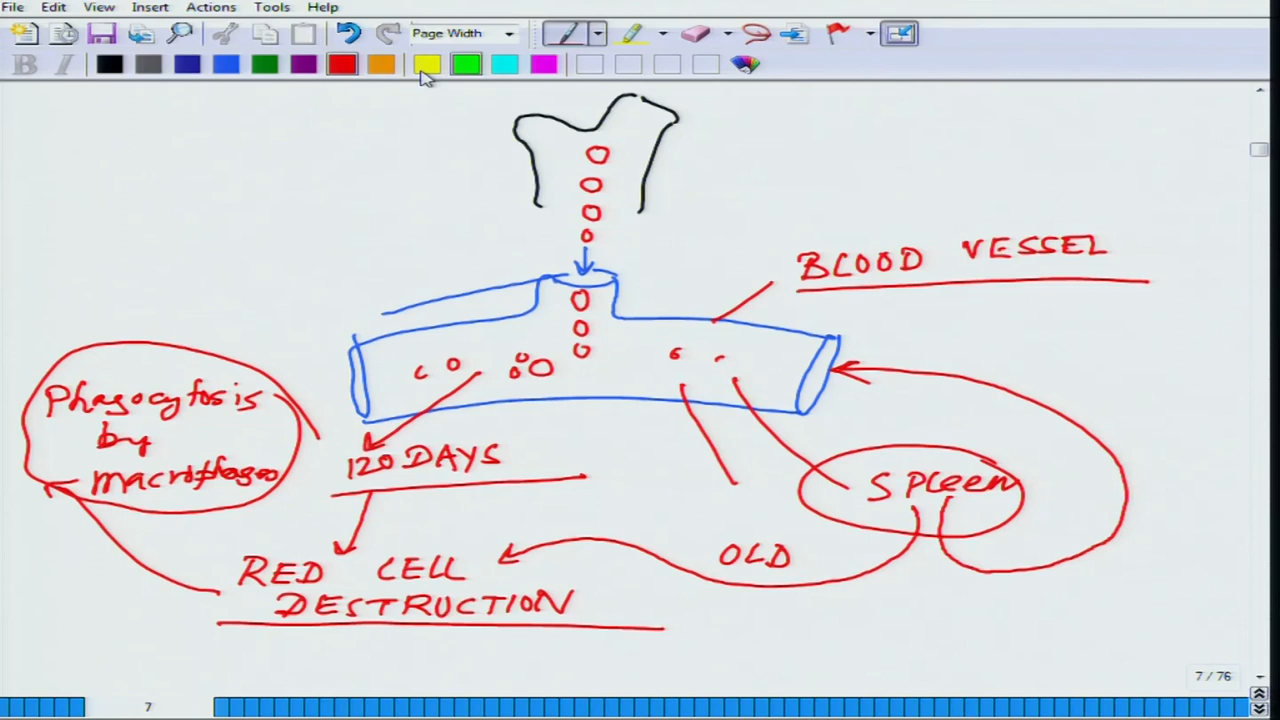 File Edit View Insert Actions Tools Help
Page Width
B I
BLOOD VESSEL
Phagocytosis
by
macrophages
120 DAYS
SPleen
OLD
RED CELL
DESTRUCTION
7 / 76
7